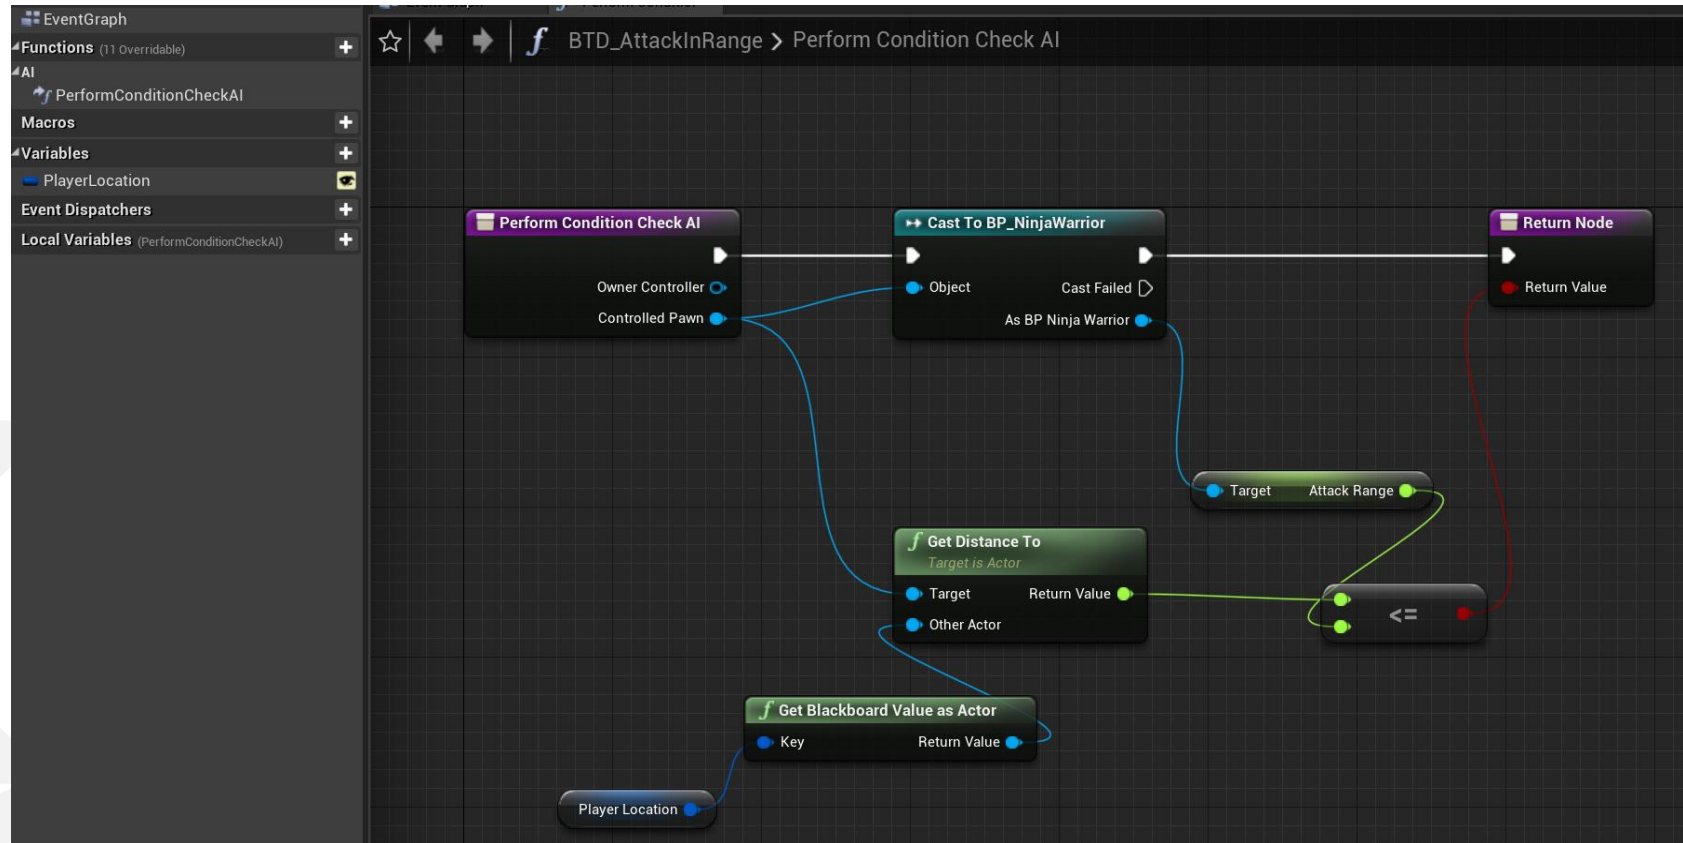 EventGraph
Functions (11 Overridable)
AI
PerformConditionCheckAI
Macros
Variables
PlayerLocation
Event Dispatchers
Local Variables (PerformConditionCheckAI)
BTD_AttackInRange > Perform Condition Check AI
Perform Condition Check AI
Owner Controller
Controlled Pawn
Cast To BP_NinjaWarrior
Object
Cast Failed
As BP Ninja Warrior
Return Node
Return Value
Target Attack Range
Get Distance To
Target is Actor
Target Return Value
Other Actor
<=
Get Blackboard Value as Actor
Key Return Value
Player Location